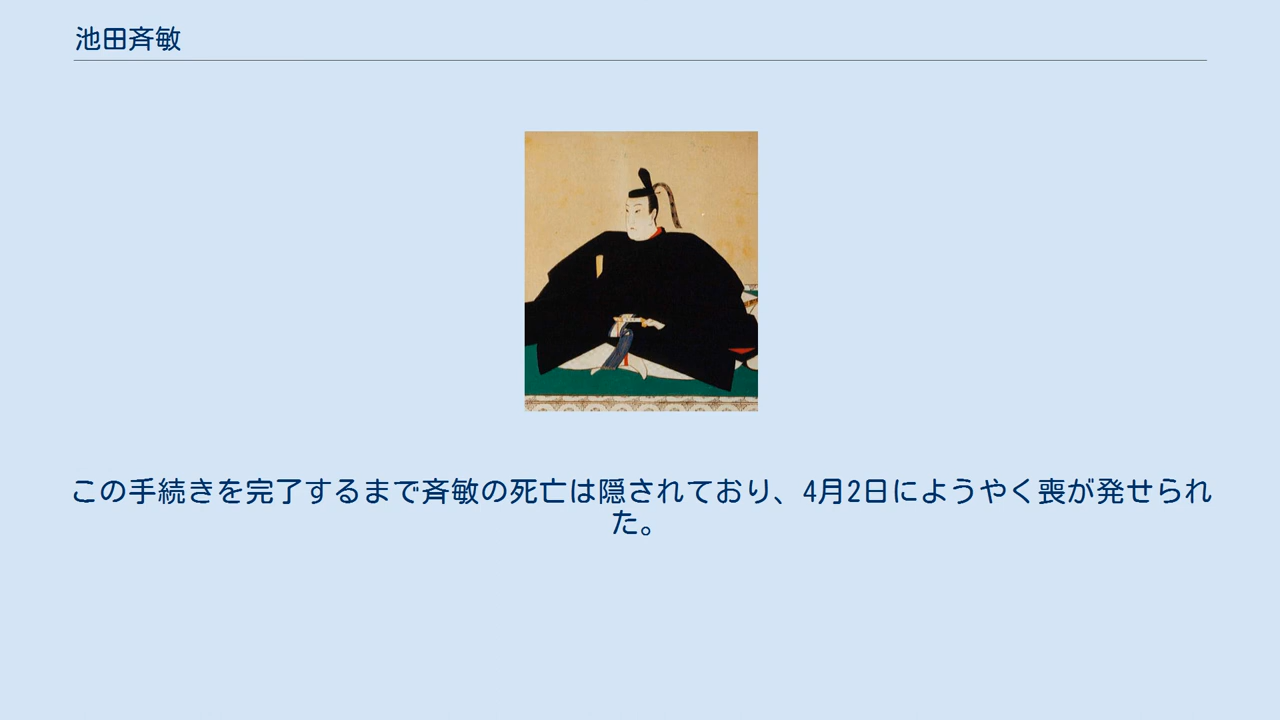 池田斉敏
この手続きを完了するまで斉敏の死亡は隠されており、4月2日にようやく喪が発せられ
た。